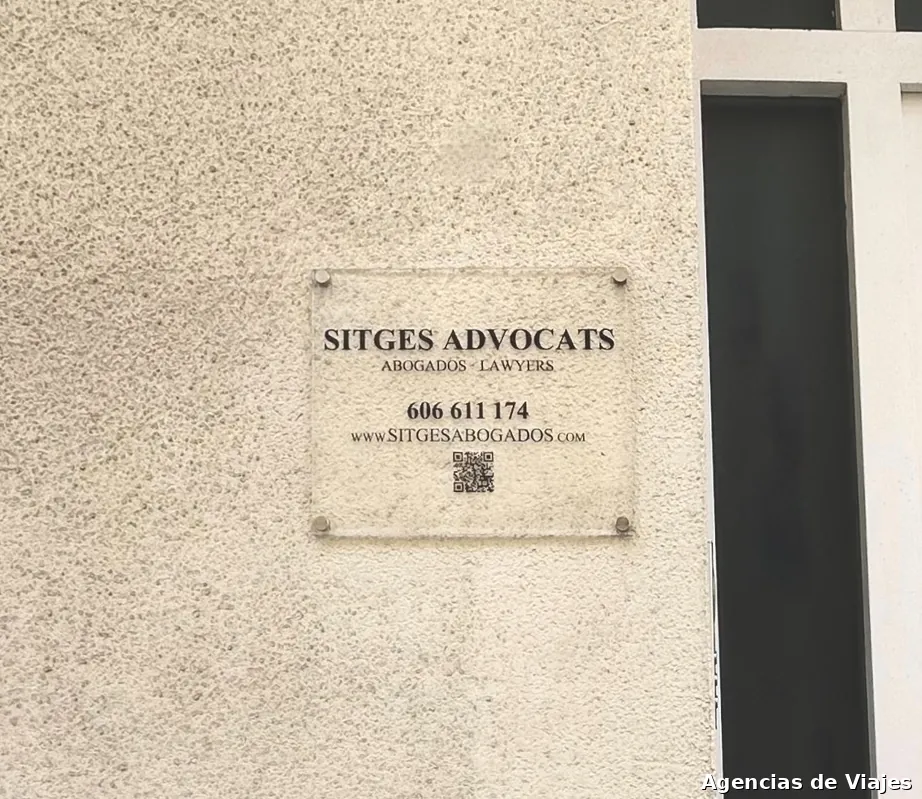 SITGES ADVOCATS
ABOGADOS - LAWYERS
606 611 174
WWW.SITGESABOGADOS.COM
Agencias de Viajes